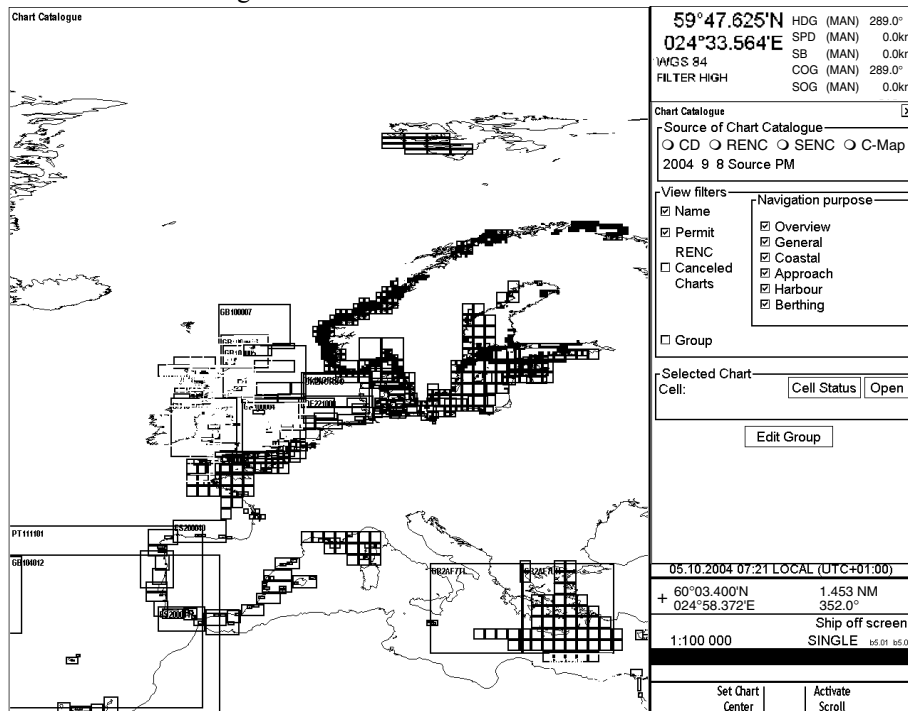 Chart Catalogue
GB100007
PT111101
GB104012
59°47.625'N
024°33.564'E
WGS 84
FILTER HIGH
HDG (MAN) 289.0°
SPD (MAN) 0.0kn
SB (MAN) 0.0kn
COG (MAN) 289.0°
SOG (MAN) 0.0kn
Chart Catalogue
Source of Chart Catalogue
CD RENC SENC C-Map
2004 9 8 Source PM
View filters
Name
Permit
RENC
Canceled
Charts
Group
Navigation purpose
Overview
General
Coastal
Approach
Harbour
Berthing
Selected Chart
Cell:
Cell Status
Open
Edit Group
05.10.2004 07:21 LOCAL (UTC+01:00)
+ 60°03.400'N 1.453 NM
024°58.372'E 352.0°
Ship off screen
1:100 000 SINGLE b5.01 b5.0
Set Chart
Center
Activate
Scroll